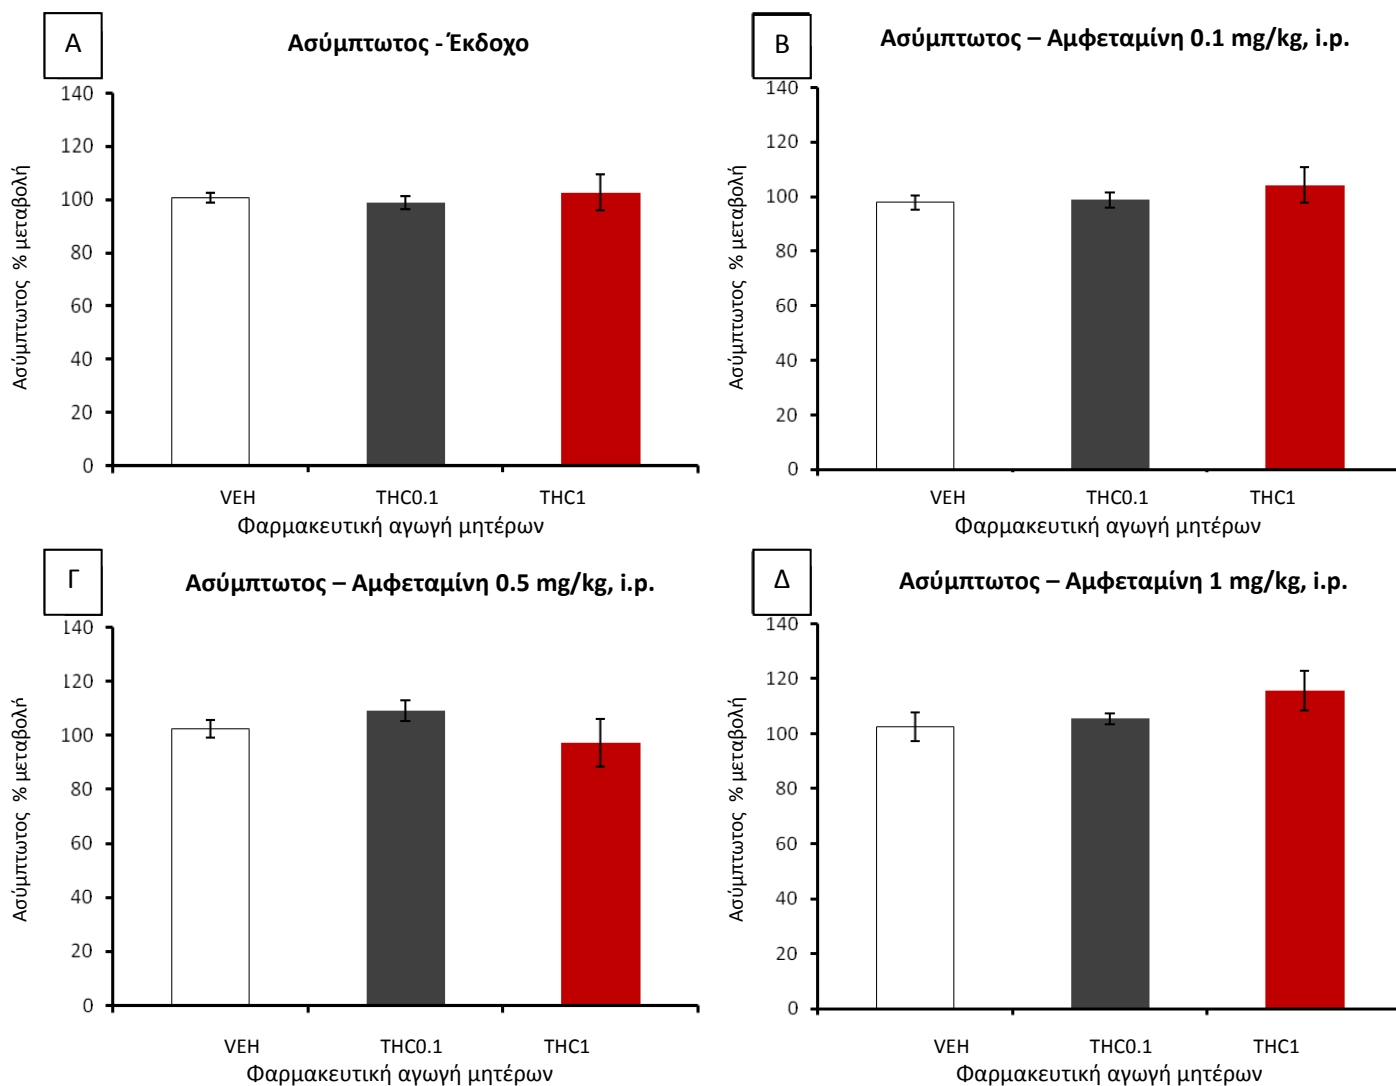 Α
Ασύμπτωτος - Έκδοχο
140
120
100
80
60
40
20
0
Ασύμπτωτος % μεταβολή
VEH THC0.1 THC1
Φαρμακευτική αγωγή μητέρων
Β
Ασύμπτωτος – Αμφεταμίνη 0.1 mg/kg, i.p.
140
120
100
80
60
40
20
0
Ασύμπτωτος % μεταβολή
VEH THC0.1 THC1
Φαρμακευτική αγωγή μητέρων
Γ
Ασύμπτωτος – Αμφεταμίνη 0.5 mg/kg, i.p.
140
120
100
80
60
40
20
0
Ασύμπτωτος % μεταβολή
VEH THC0.1 THC1
Φαρμακευτική αγωγή μητέρων
Δ
Ασύμπτωτος – Αμφεταμίνη 1 mg/kg, i.p.
140
120
100
80
60
40
20
0
Ασύμπτωτος % μεταβολή
VEH THC0.1 THC1
Φαρμακευτική αγωγή μητέρων